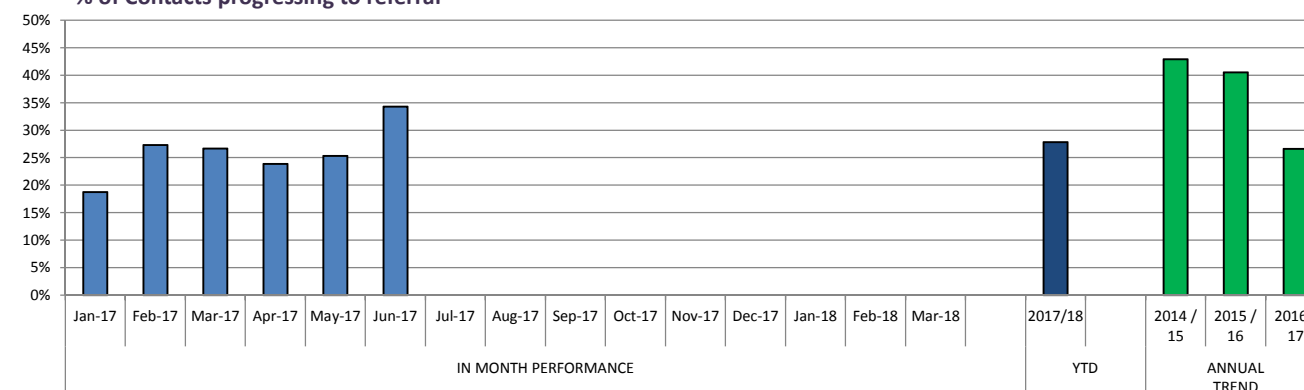 % of Contacts progressing to referral
50%
45%
40%
35%
30%
25%
20%
15%
10%
5%
0%
Jan-17 Feb-17 Mar-17 Apr-17 May-17 Jun-17 Jul-17 Aug-17 Sep-17 Oct-17 Nov-17 Dec-17 Jan-18 Feb-18 Mar-18 2017/18 2014 / 2015 / 2016
15 16 17
IN MONTH PERFORMANCE YTD ANNUAL
TREND